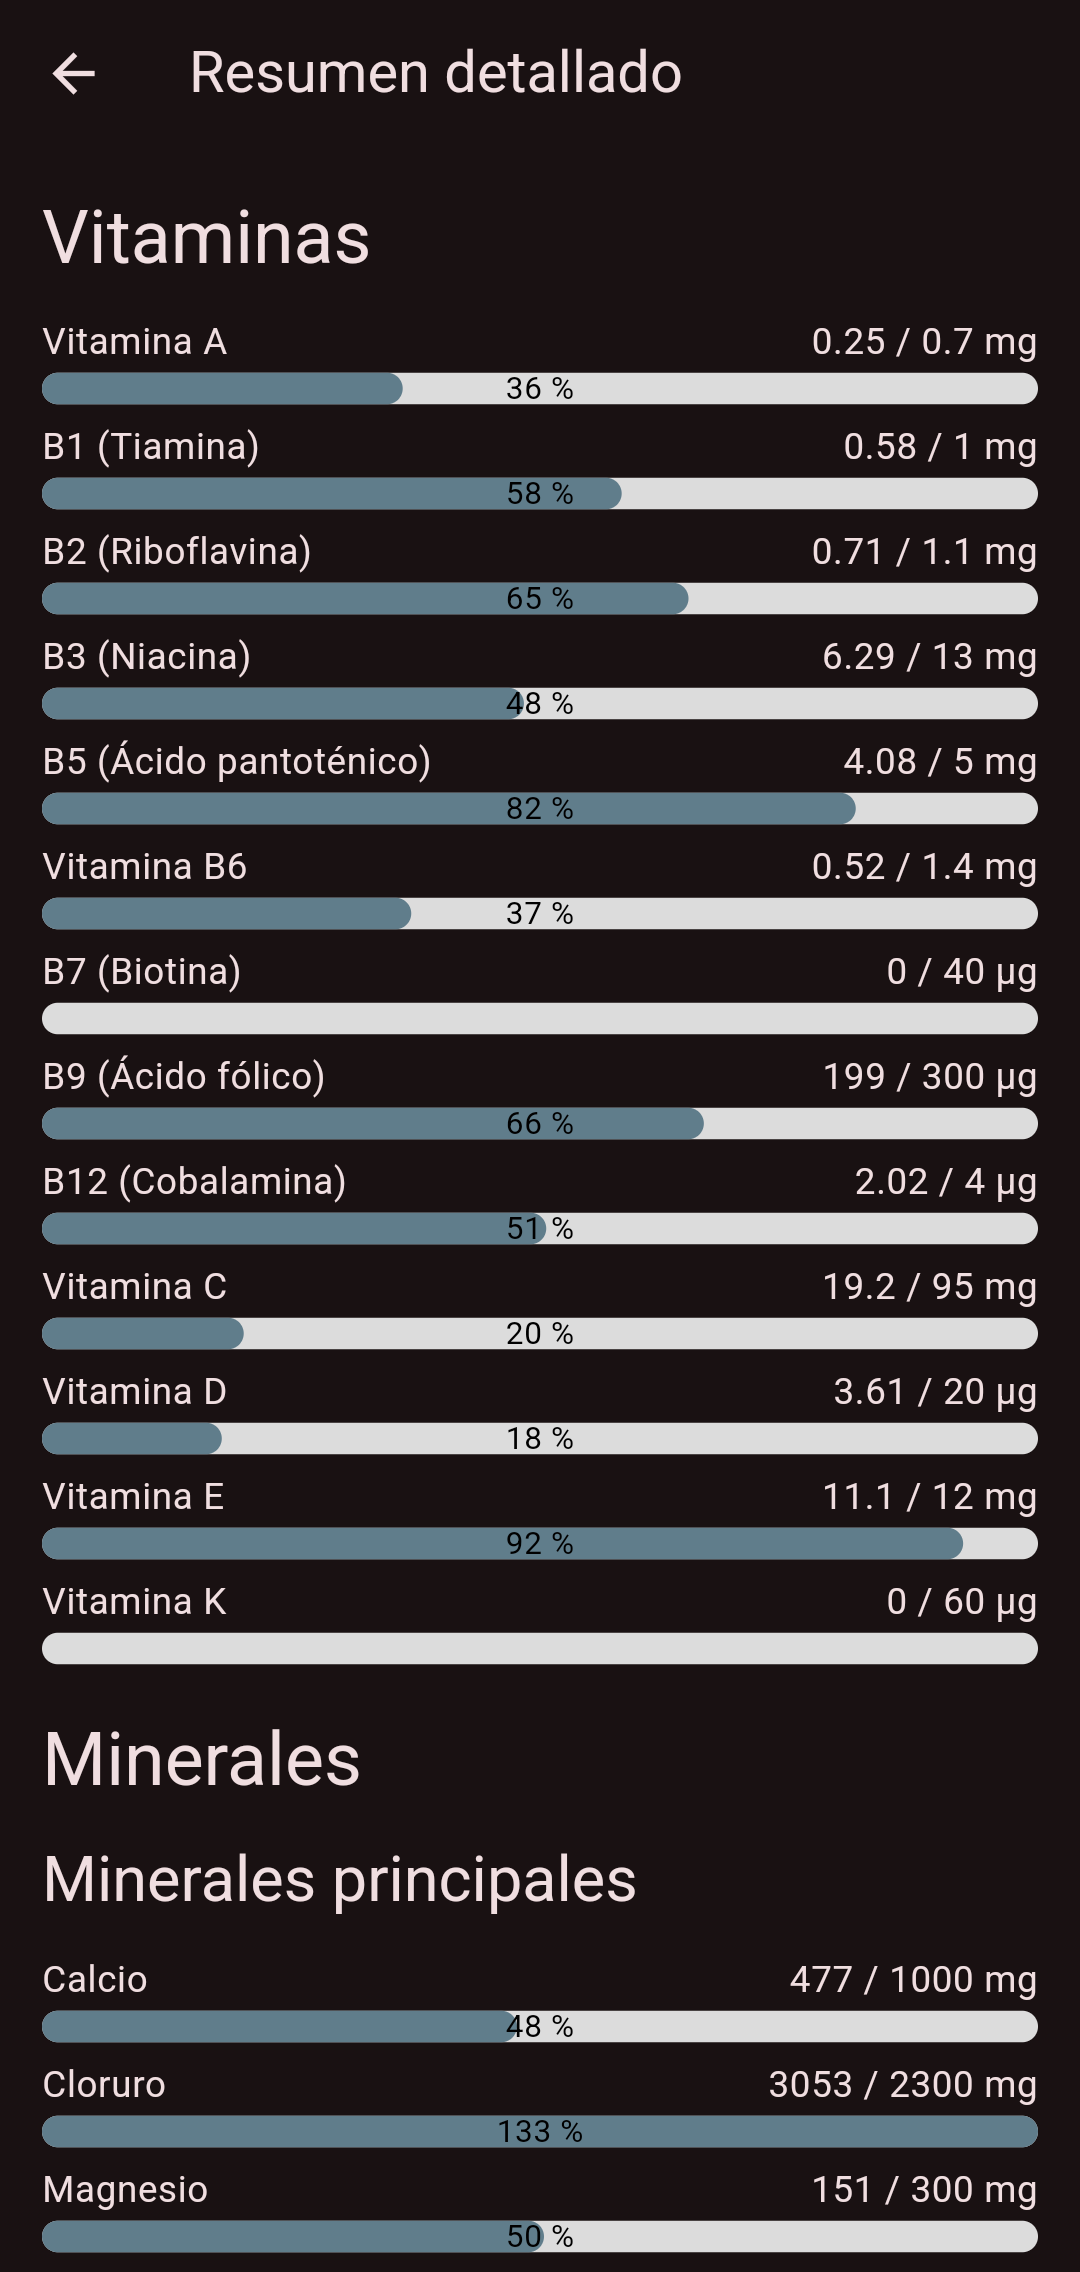 Resumen detallado
Vitaminas
Vitamina A 0.25 / 0.7 mg
36 %
B1 (Tiamina) 0.58 / 1 mg
58 %
B2 (Riboflavina) 0.71 / 1.1 mg
65 %
B3 (Niacina) 6.29 / 13 mg
48 %
B5 (Ácido pantoténico) 4.08 / 5 mg
82 %
Vitamina B6 0.52 / 1.4 mg
37 %
B7 (Biotina) 0 / 40 µg
B9 (Ácido fólico) 199 / 300 µg
66 %
B12 (Cobalamina) 2.02 / 4 µg
51 %
Vitamina C 19.2 / 95 mg
20 %
Vitamina D 3.61 / 20 µg
18 %
Vitamina E 11.1 / 12 mg
92 %
Vitamina K 0 / 60 µg
Minerales
Minerales principales
Calcio 477 / 1000 mg
48 %
Cloruro 3053 / 2300 mg
133 %
Magnesio 151 / 300 mg
50 %